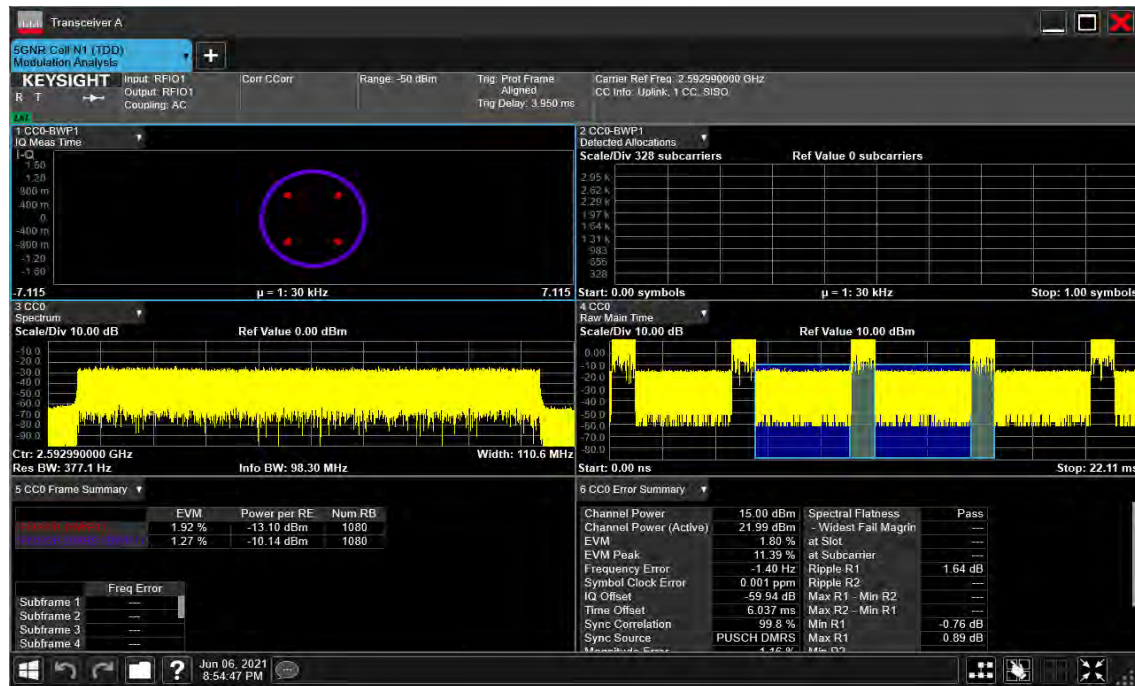 Transceiver A
5GNR Cell N1 (TDD)
Modulation Analysis
KEYSIGHT
R T
LXI
Input: RFIO1
Output: RFIO1
Coupling: AC
Corr CCorr
Range: -50 dBm
Trig: Prot Frame
Aligned
Trig Delay: 3.950 ms
Carrier Ref Freq: 2.592990000 GHz
CC Info: Uplink, 1 CC, SISO
1 CC0-BWP1
IQ Meas Time
I-Q
1.60
1.20
800 m
400 m
0
-400 m
-800 m
-1.20
-1.60
-7.115
µ = 1: 30 kHz
7.115
2 CC0-BWP1
Detected Allocations
Scale/Div 328 subcarriers
Ref Value 0 subcarriers
2.95 k
2.62 k
2.29 k
1.97 k
1.64 k
1.31 k
983
656
328
Start: 0.00 symbols
µ = 1: 30 kHz
Stop: 1.00 symbols
3 CC0
Spectrum
Scale/Div 10.00 dB
Ref Value 0.00 dBm
-10.0
-20.0
-30.0
-40.0
-50.0
-60.0
-70.0
-80.0
-90.0
Ctr: 2.592990000 GHz
Width: 110.6 MHz
Res BW: 377.1 Hz
Info BW: 98.30 MHz
4 CC0
Raw Main Time
Scale/Div 10.00 dB
Ref Value 10.00 dBm
0.00
-10.0
-20.0
-30.0
-40.0
-50.0
-60.0
-70.0
-80.0
Start: 0.00 ns
Stop: 22.11 ms
5 CC0 Frame Summary
EVM Power per RE Num RB
1.92 % -13.10 dBm 1080
1.27 % -10.14 dBm 1080
Freq Error
Subframe 1 ---
Subframe 2 ---
Subframe 3 ---
Subframe 4 ---
6 CC0 Error Summary
Channel Power 15.00 dBm Spectral Flatness Pass
Channel Power (Active) 21.99 dBm - Widest Fail Magrin ---
EVM 1.80 % at Slot ---
EVM Peak 11.39 % at Subcarrier ---
Frequency Error -1.40 Hz Ripple R1 1.64 dB
Symbol Clock Error 0.001 ppm Ripple R2 ---
IQ Offset -59.94 dB Max R1 - Min R2 ---
Time Offset 6.037 ms Max R2 - Min R1 ---
Sync Correlation 99.8 % Min R1 -0.76 dB
Sync Source PUSCH DMRS Max R1 0.89 dB
Magnitude Error 1.16 % Min R2
?
Jun 06, 2021
8:54:47 PM